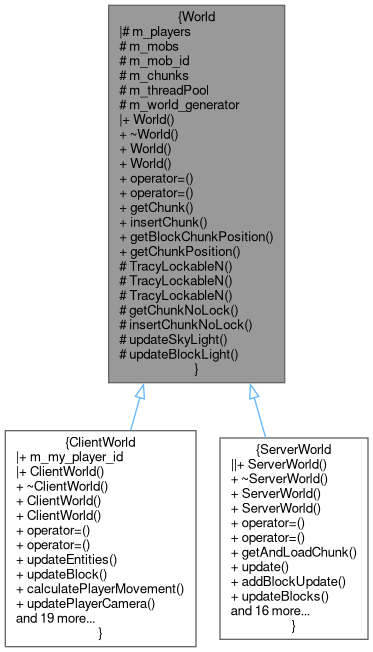 {World
|# m_players
# m_mobs
# m_mob_id
# m_chunks
# m_threadPool
# m_world_generator
|+ World()
+ ~World()
+ World()
+ World()
+ operator=()
+ operator=()
+ getChunk()
+ insertChunk()
+ getBlockChunkPosition()
+ getChunkPosition()
# TracyLockableN()
# TracyLockableN()
# TracyLockableN()
# getChunkNoLock()
# insertChunkNoLock()
# updateSkyLight()
# updateBlockLight()
}
{ClientWorld
|+ m_my_player_id
|+ ClientWorld()
+ ~ClientWorld()
+ ClientWorld()
+ ClientWorld()
+ operator=()
+ operator=()
+ updateEntities()
+ updateBlock()
+ calculatePlayerMovement()
+ updatePlayerCamera()
and 19 more...
}
{ServerWorld
||+ ServerWorld()
+ ~ServerWorld()
+ ServerWorld()
+ ServerWorld()
+ operator=()
+ operator=()
+ getAndLoadChunk()
+ update()
+ addBlockUpdate()
+ updateBlocks()
and 16 more...
}